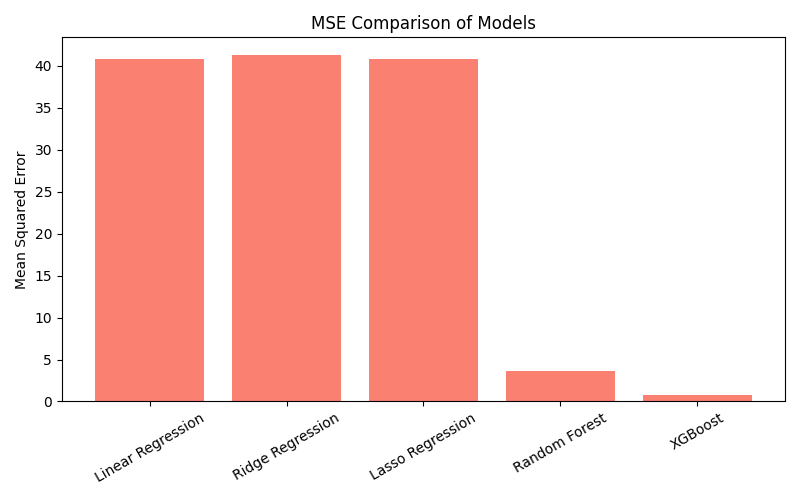 MSE Comparison of Models
Mean Squared Error
40
35
30
25
20
15
10
5
0
Linear Regression
Ridge Regression
Lasso Regression
Random Forest
XGBoost